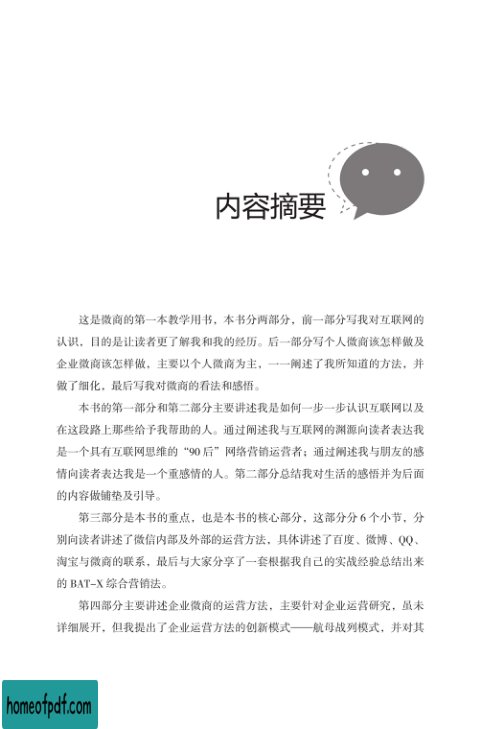 内容摘要
这是微商的第一本教学用书，本书分两部分，前一部分写我对互联网的
认识，目的是让读者更了解我和我的经历。后一部分写个人微商该怎样做及
企业微商该怎样做，主要以个人微商为主，一一阐述了我所知道的方法，并
做了细化，最后写我对微商的看法和感悟。
本书的第一部分和第二部分主要讲述我是如何一步一步认识互联网以及
在这段路上那些给予我帮助的人。通过阐述我与互联网的渊源向读者表达我
是一个具有互联网思维的“90 后”网络营销运营者；通过阐述我与朋友的感
情向读者表达我是一个重感情的人。第二部分总结我对生活的感悟并为后面
的内容做铺垫及引导。
第三部分是本书的重点，也是本书的核心部分，这部分分 6 个小节，分
别向读者讲述了微信内部及外部的运营方法，具体讲述了百度、微博、QQ、
淘宝与微商的联系，最后与大家分享了一套根据我自己的实战经验总结出来
的 BAT-X 综合营销法。
第四部分主要讲述企业微商的运营方法，主要针对企业运营研究，虽未
详细展开，但我提出了企业运营方法的创新模式——航母战列模式，并对其
homeofpdf.com